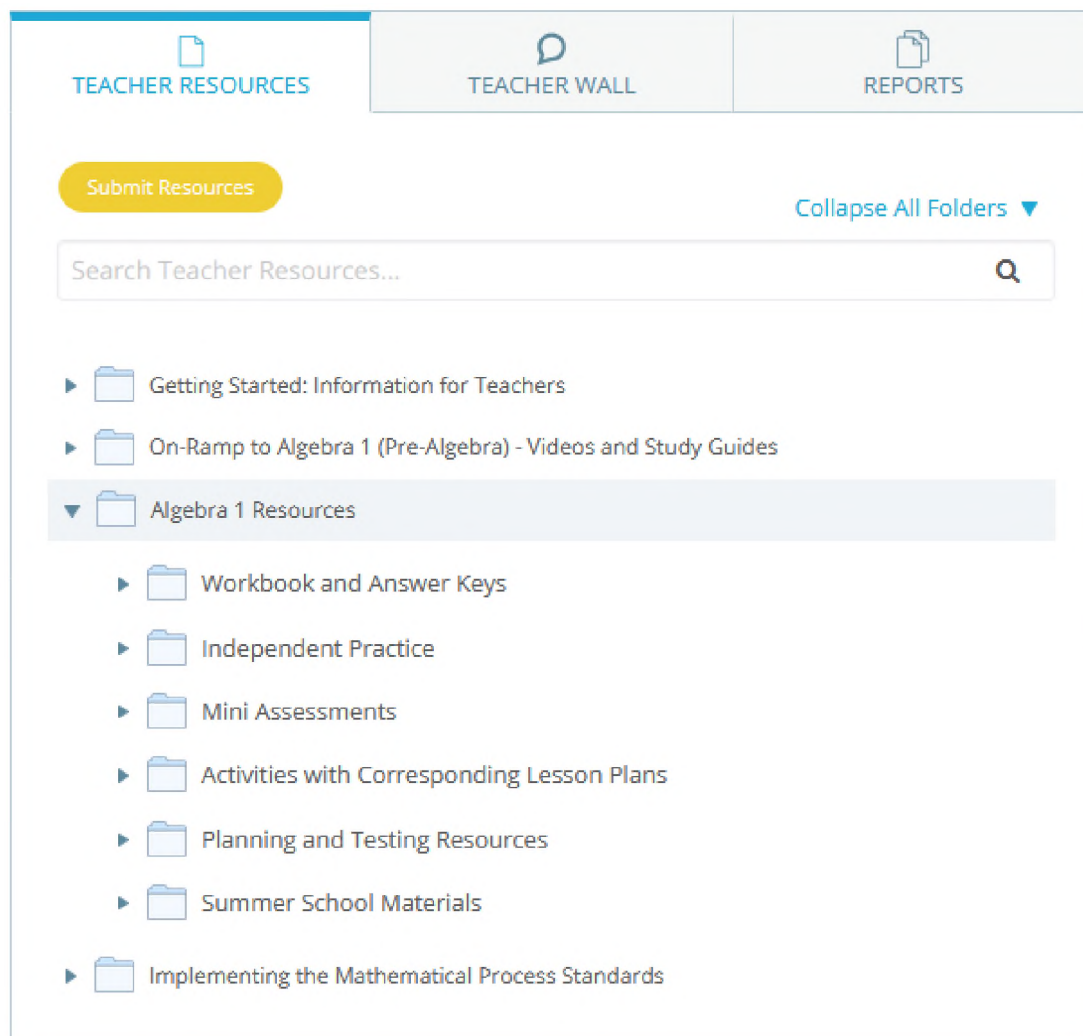 TEACHER RESOURCES
TEACHER WALL
REPORTS
Submit Resources
Collapse All Folders
Search Teacher Resources...
Getting Started: Information for Teachers
On-Ramp to Algebra 1 (Pre-Algebra) - Videos and Study Guides
Algebra 1 Resources
Workbook and Answer Keys
Independent Practice
Mini Assessments
Activities with Corresponding Lesson Plans
Planning and Testing Resources
Summer School Materials
Implementing the Mathematical Process Standards